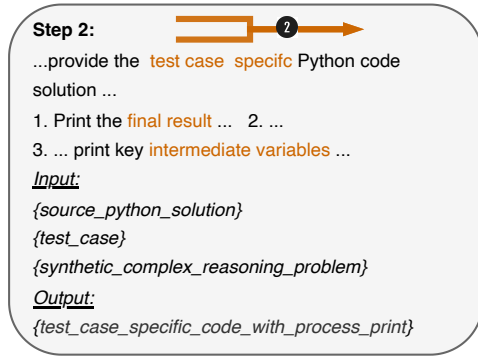 Step 2: 2
...provide the test case specifc Python code
solution ...
1. Print the final result ... 2. ...
3. ... print key intermediate variables ...
Input:
{source_python_solution}
{test_case}
{synthetic_complex_reasoning_problem}
Output:
{test_case_specific_code_with_process_print}